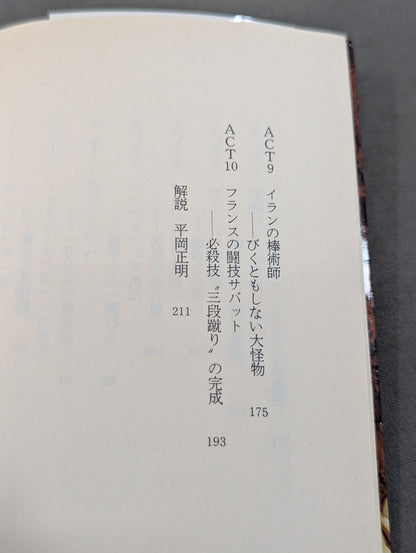 ACT9 イランの棒術師
——びくともしない大怪物 175
ACT10 フランスの闘技サバット
——必殺技〝三段蹴り〟の完成 193
解説 平岡正明 211